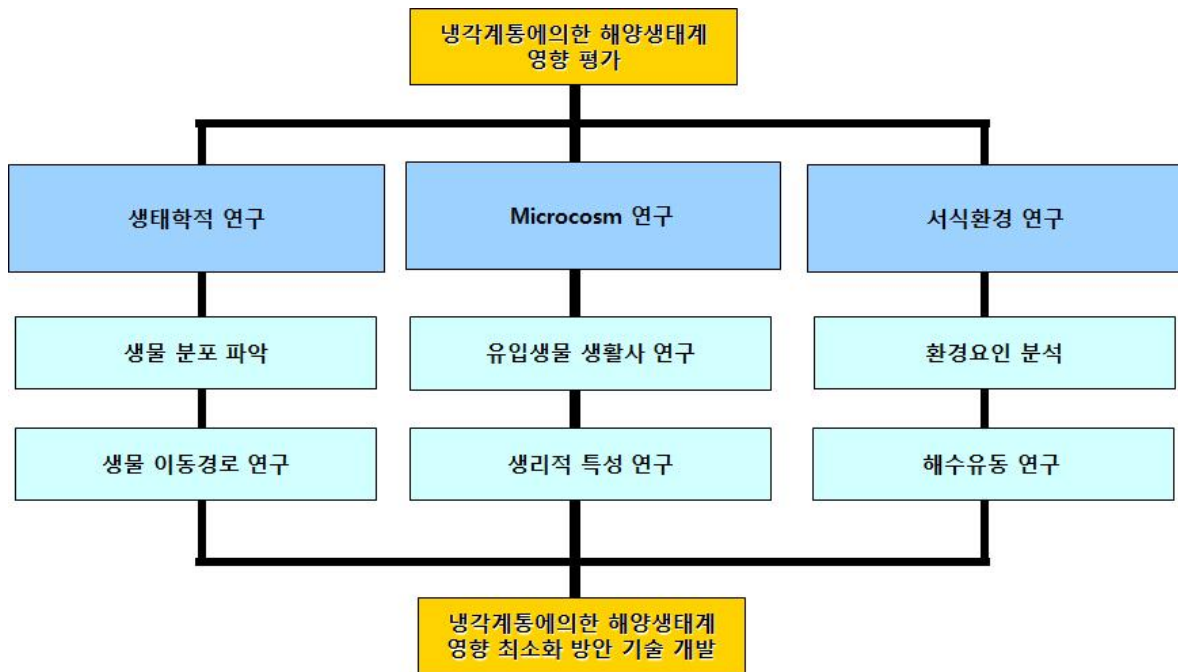 냉각계통에의한 해양생태계
영향 평가
생태학적 연구
Microcosm 연구
서식환경 연구
생물 분포 파악
유입생물 생활사 연구
환경요인 분석
생물 이동경로 연구
생리적 특성 연구
해수유동 연구
냉각계통에의한 해양생태계
영향 최소화 방안 기술 개발